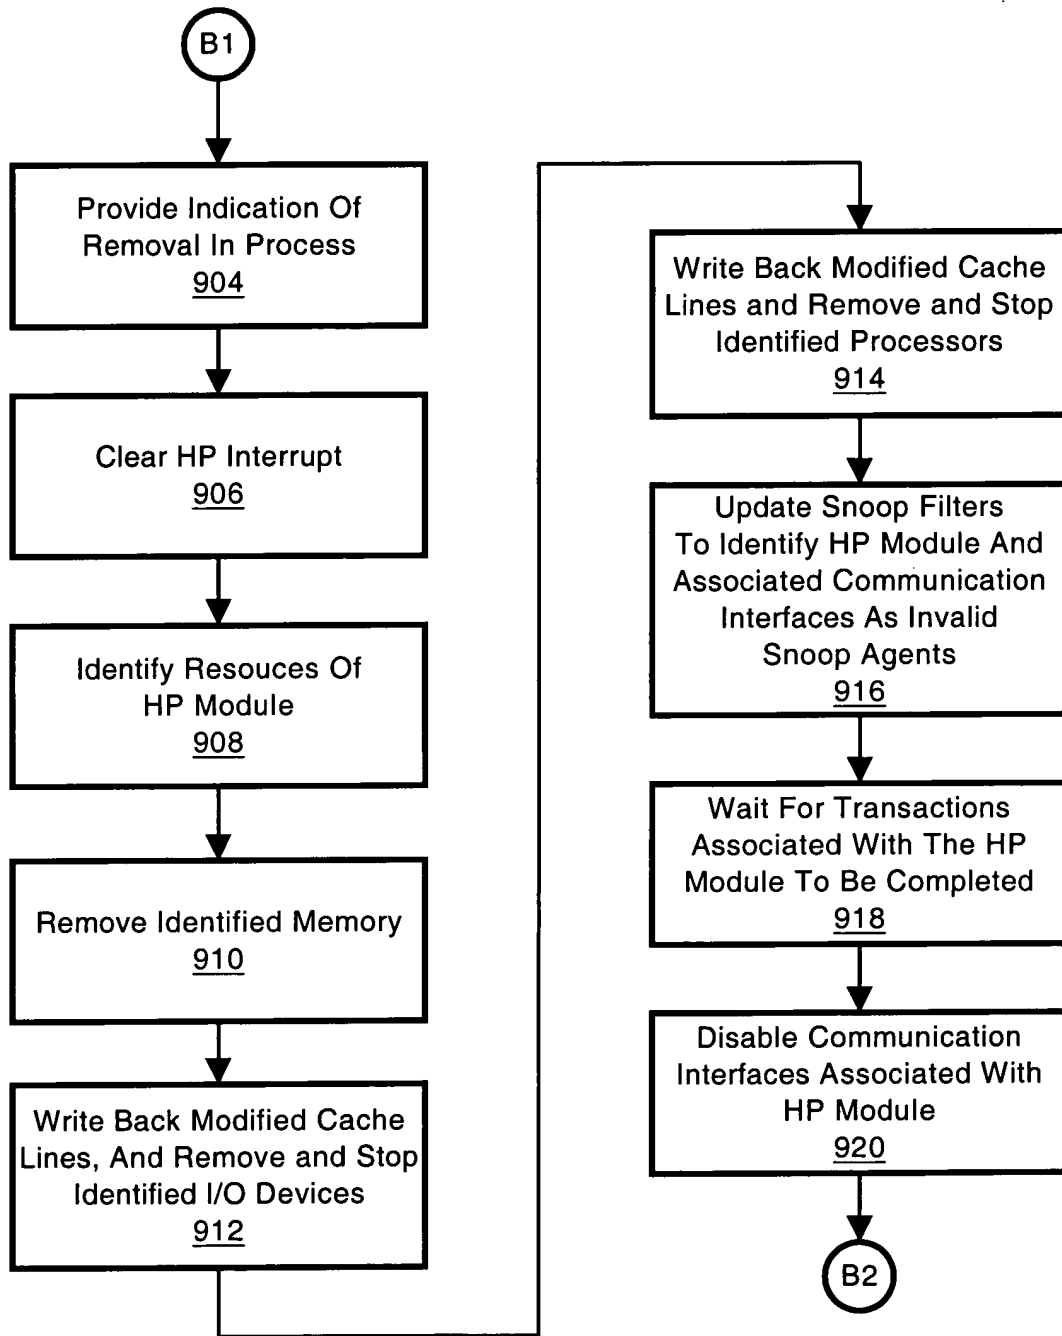 B1
Provide Indication Of
Removal In Process
904
Clear HP Interrupt
906
Identify Resouces Of
HP Module
908
Remove Identified Memory
910
Write Back Modified Cache
Lines, And Remove and Stop
Identified I/O Devices
912
Write Back Modified Cache
Lines and Remove and Stop
Identified Processors
914
Update Snoop Filters
To Identify HP Module And
Associated Communication
Interfaces As Invalid
Snoop Agents
916
Wait For Transactions
Associated With The HP
Module To Be Completed
918
Disable Communication
Interfaces Associated With
HP Module
920
B2